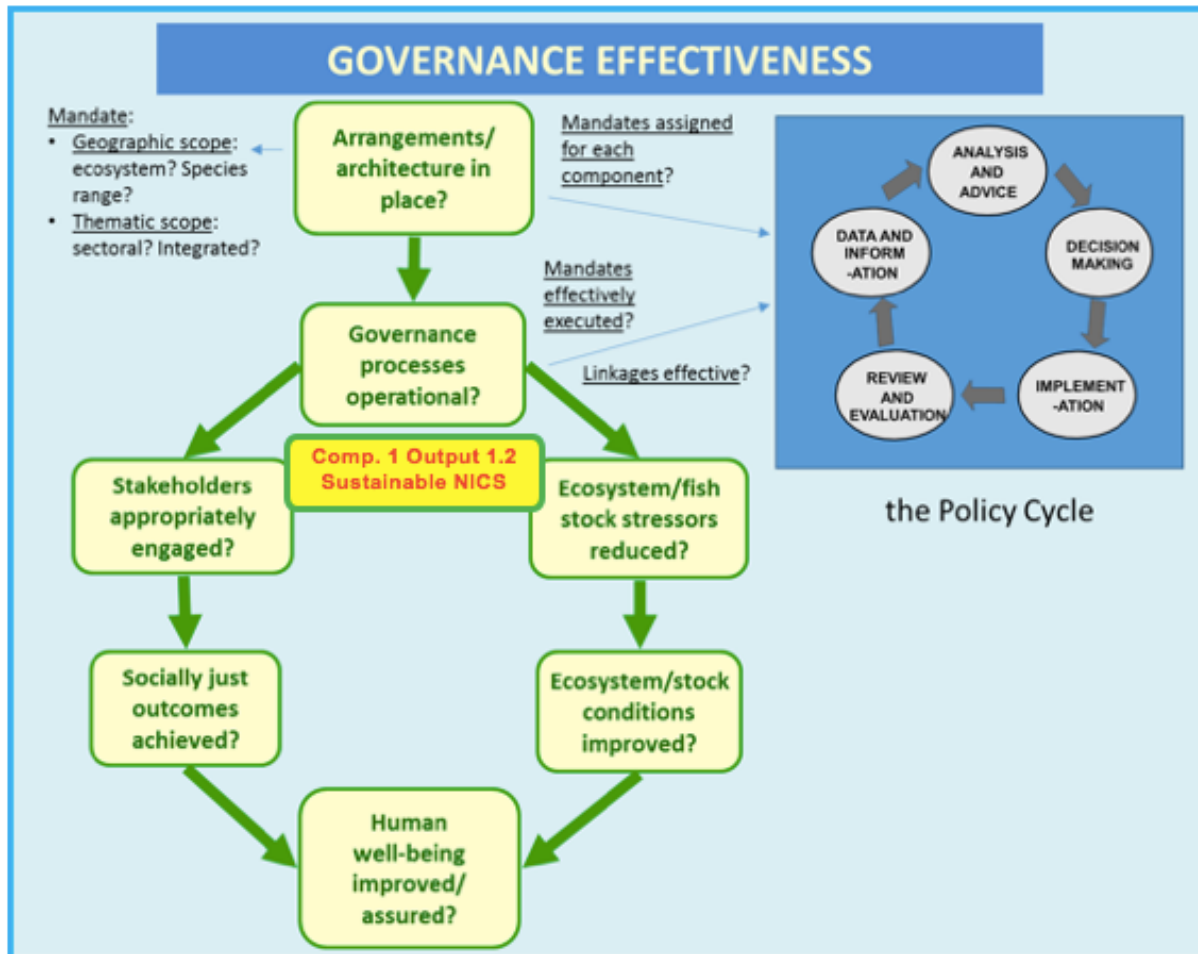 GOVERNANCE EFFECTIVENESS
Mandate:
• Geographic scope:
ecosystem? Species
range?
• Thematic scope:
sectoral? Integrated?
Arrangements/
architecture in
place?
Mandates assigned
for each
component?
Governance
processes
operational?
Mandates
effectively
executed?
Linkages effective?
Comp. 1 Output 1.2
Sustainable NICS
Stakeholders
appropriately
engaged?
Ecosystem/fish
stock stressors
reduced?
Socially just
outcomes
achieved?
Ecosystem/stock
conditions
improved?
Human
well-being
improved/
assured?
ANALYSIS
AND
ADVICE
DECISION
MAKING
IMPLEMENT
-ATION
REVIEW
AND
EVALUATION
DATA AND
INFORM
-ATION
the Policy Cycle